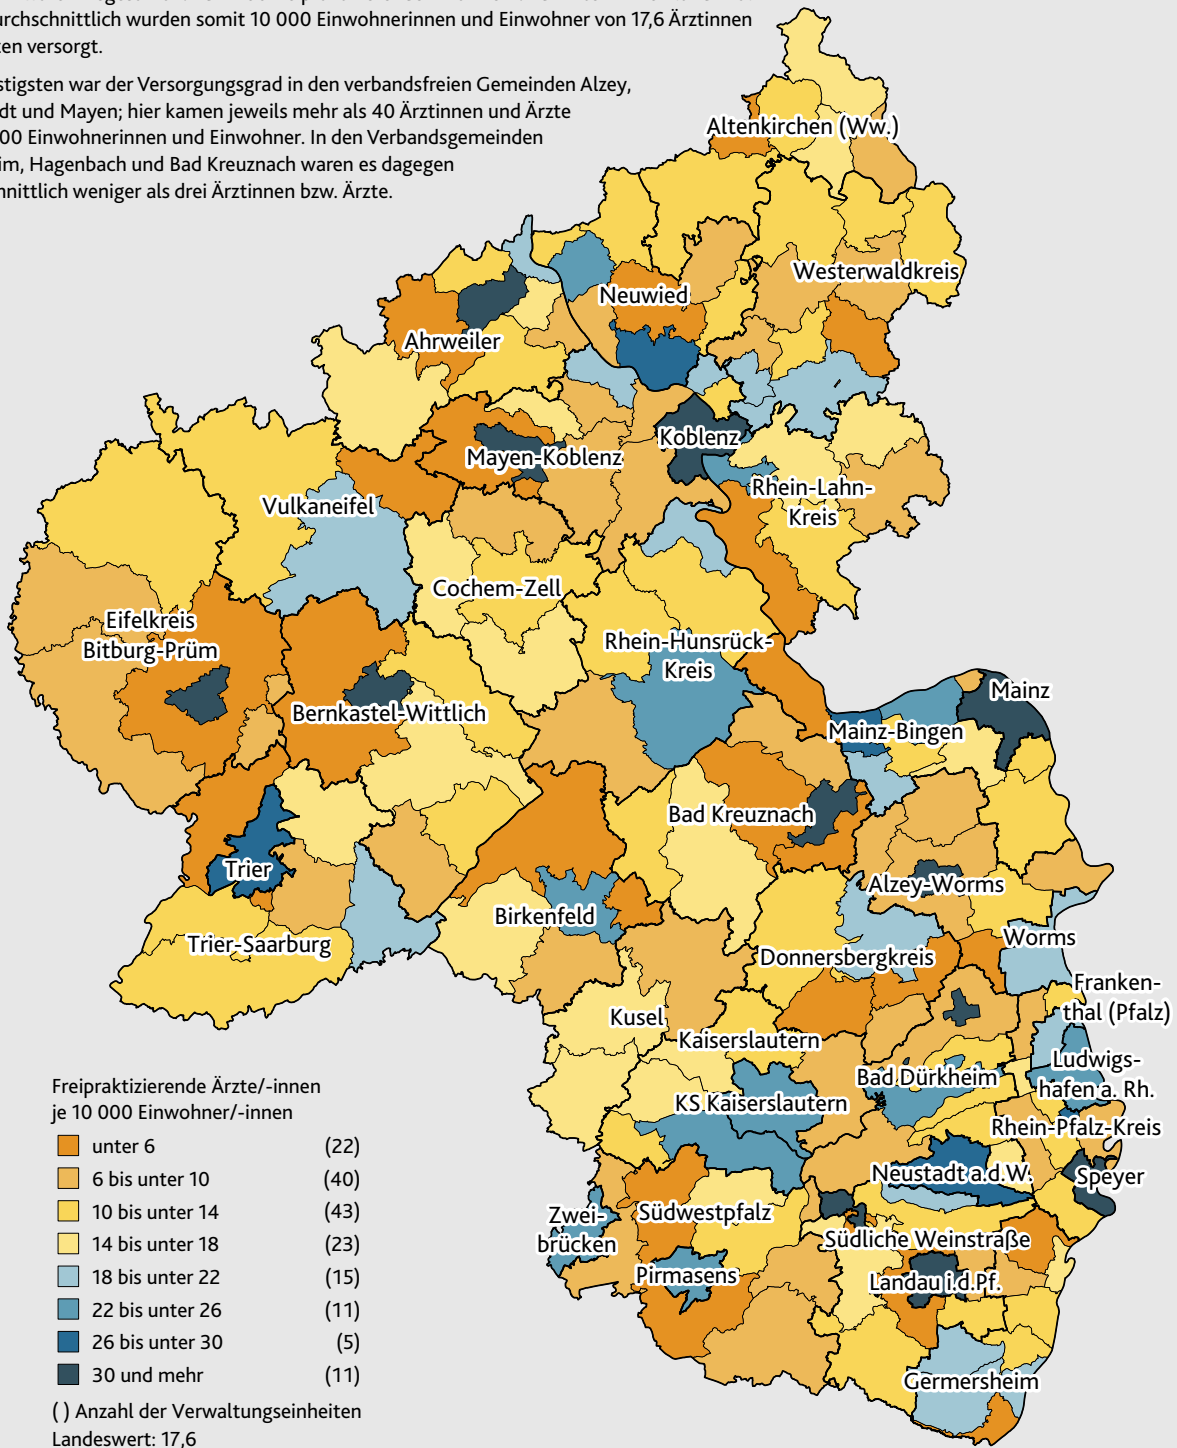 urchschnittlich wurden somit 10 000 Einwohnerinnen und Einwohner von 17,6 Ärztinnen
ten versorgt.
stigsten war der Versorgungsgrad in den verbandsfreien Gemeinden Alzey,
dt und Mayen; hier kamen jeweils mehr als 40 Ärztinnen und Ärzte
00 Einwohnerinnen und Einwohner. In den Verbandsgemeinden
im, Hagenbach und Bad Kreuznach waren es dagegen
hnittlich weniger als drei Ärztinnen bzw. Ärzte.
Altenkirchen (Ww.)
Westerwaldkreis
Neuwied
Ahrweiler
Koblenz
Mayen-Koblenz
Rhein-Lahn-
Kreis
Vulkaneifel
Cochem-Zell
Eifelkreis
Bitburg-Prüm
Rhein-Hunsrück-
Kreis
Mainz
Bernkastel-Wittlich
Mainz-Bingen
Bad Kreuznach
Trier
Alzey-Worms
Birkenfeld
Trier-Saarburg
Worms
Donnersbergkreis
Franken-
thal (Pfalz)
Kusel
Kaiserslautern
Ludwigs-
hafen a. Rh.
Bad Dürkheim
KS Kaiserslautern
Rhein-Pfalz-Kreis
Neustadt a.d.W.
Speyer
Südwestpfalz
Zwei-
brücken
Südliche Weinstraße
Pirmasens
Landau i.d.Pf.
Germersheim
Freipraktizierende Ärzte/-innen
je 10 000 Einwohner/-innen
unter 6 (22)
6 bis unter 10 (40)
10 bis unter 14 (43)
14 bis unter 18 (23)
18 bis unter 22 (15)
22 bis unter 26 (11)
26 bis unter 30 (5)
30 und mehr (11)
( ) Anzahl der Verwaltungseinheiten
Landeswert: 17,6